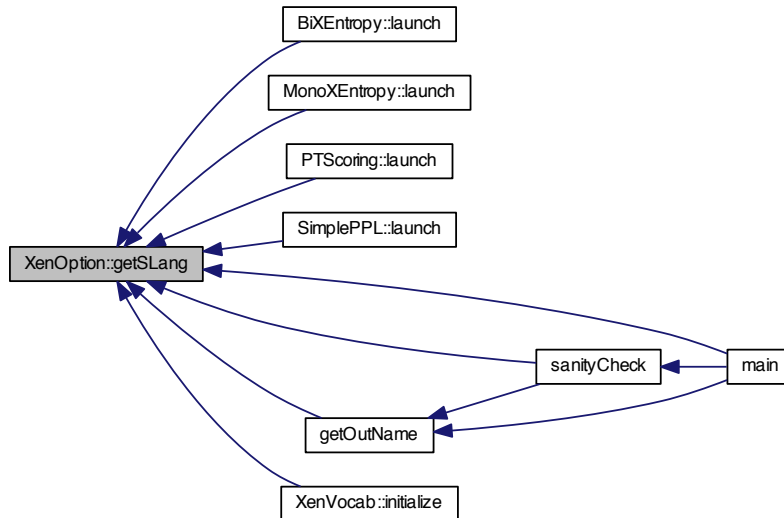 BiXEntropy::launch
MonoXEntropy::launch
PTScoring::launch
SimplePPL::launch
XenOption::getSLang
sanityCheck
main
getOutName
XenVocab::initialize